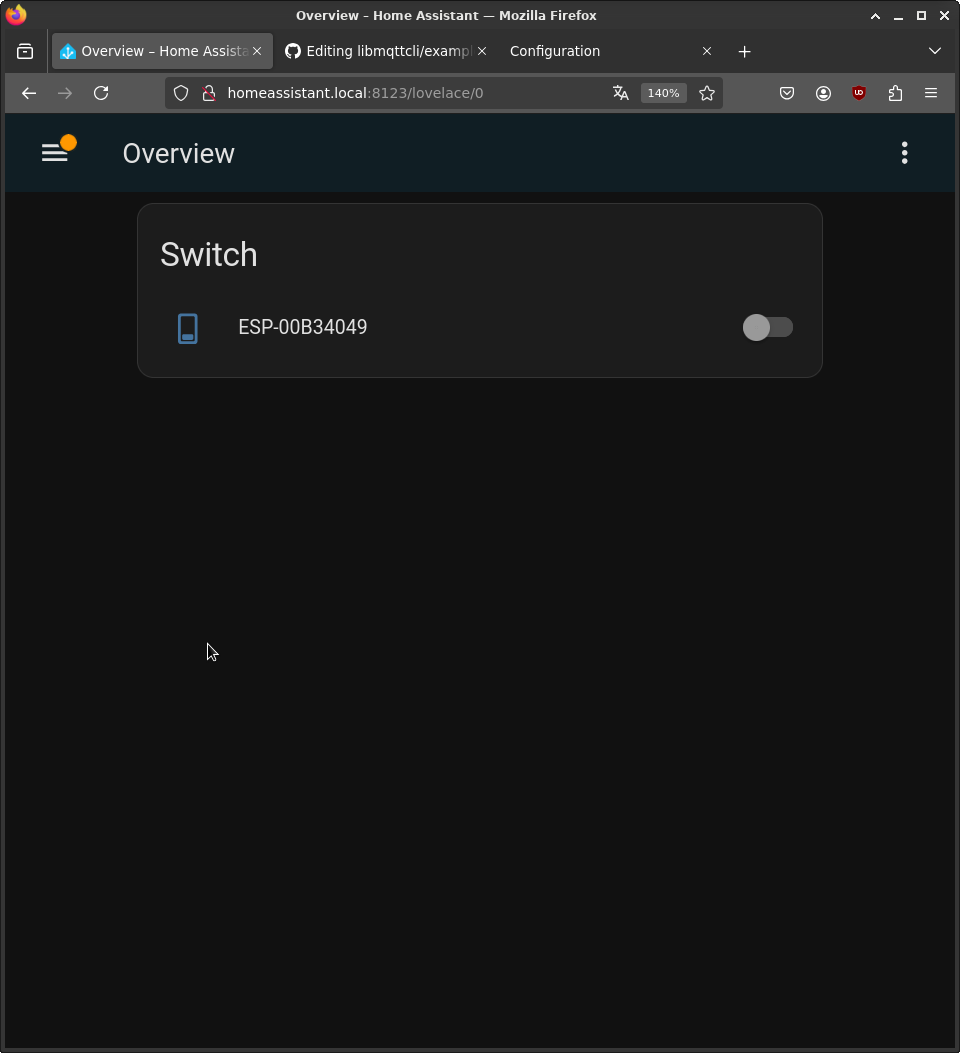 Overview – Home Assistant — Mozilla Firefox
Overview – Home Assista
Editing libmqttcli/exampl
Configuration
homeassistant.local:8123/lovelace/0
140%
Overview
Switch
ESP-00B34049